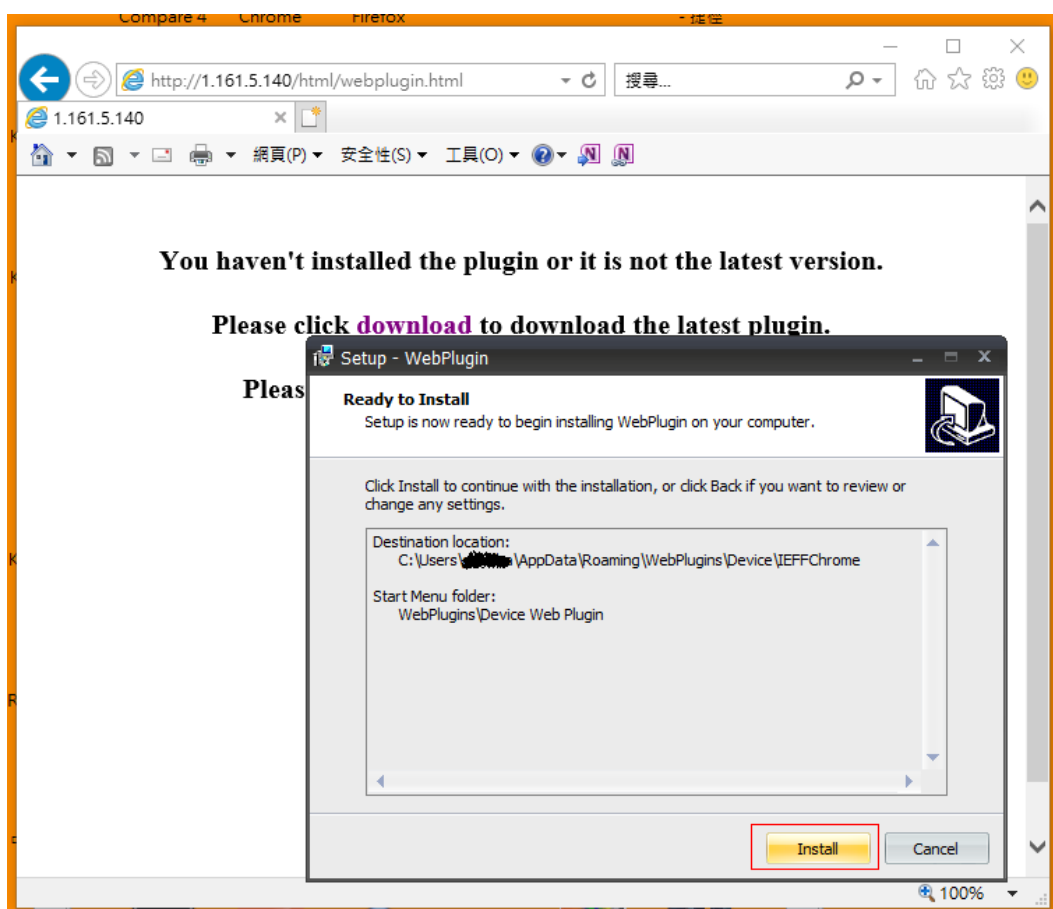 Compare 4 Chrome Firefox - 捷徑
http://1.161.5.140/html/webplugin.html 搜尋...
1.161.5.140
網頁(P) 安全性(S) 工具(O)
You haven't installed the plugin or it is not the latest version.
Please click download to download the latest plugin.
Pleas
Setup - WebPlugin
Ready to Install
Setup is now ready to begin installing WebPlugin on your computer.
Click Install to continue with the installation, or click Back if you want to review or
change any settings.
Destination location:
C:\Users\ \AppData\Roaming\WebPlugins\Device\IEFFChrome
Start Menu folder:
WebPlugins\Device Web Plugin
Install Cancel
100%